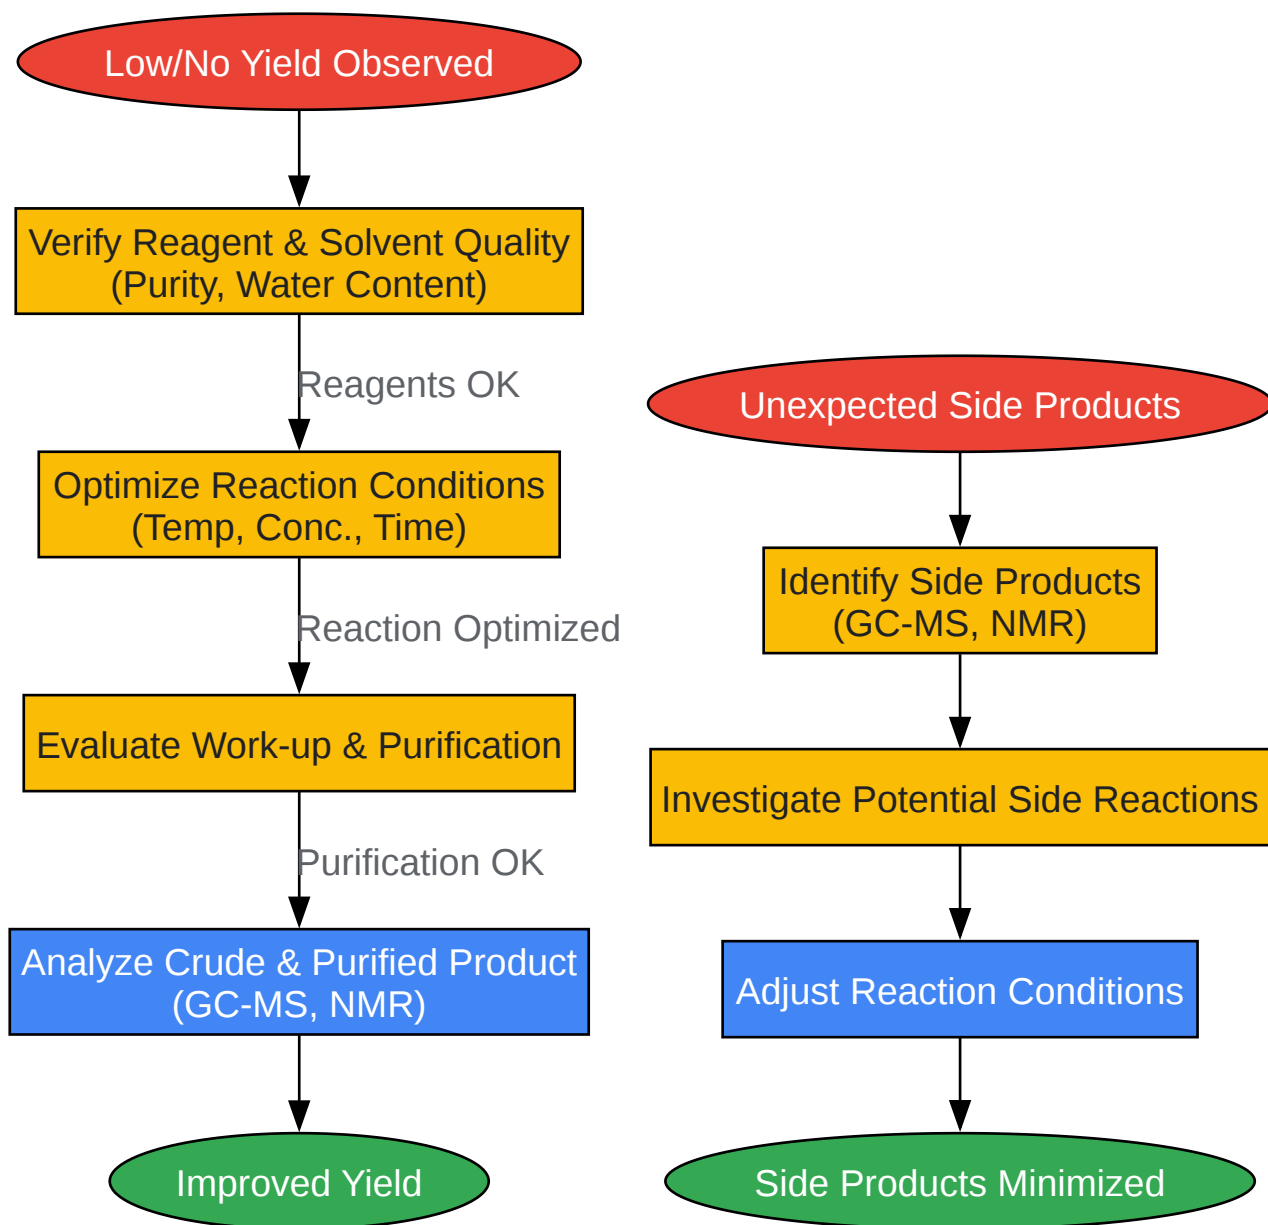 Low/No Yield Observed
Verify Reagent & Solvent Quality
(Purity, Water Content)
Reagents OK
Optimize Reaction Conditions
(Temp, Conc., Time)
Reaction Optimized
Evaluate Work-up & Purification
Purification OK
Analyze Crude & Purified Product
(GC-MS, NMR)
Improved Yield
Unexpected Side Products
Identify Side Products
(GC-MS, NMR)
Investigate Potential Side Reactions
Adjust Reaction Conditions
Side Products Minimized